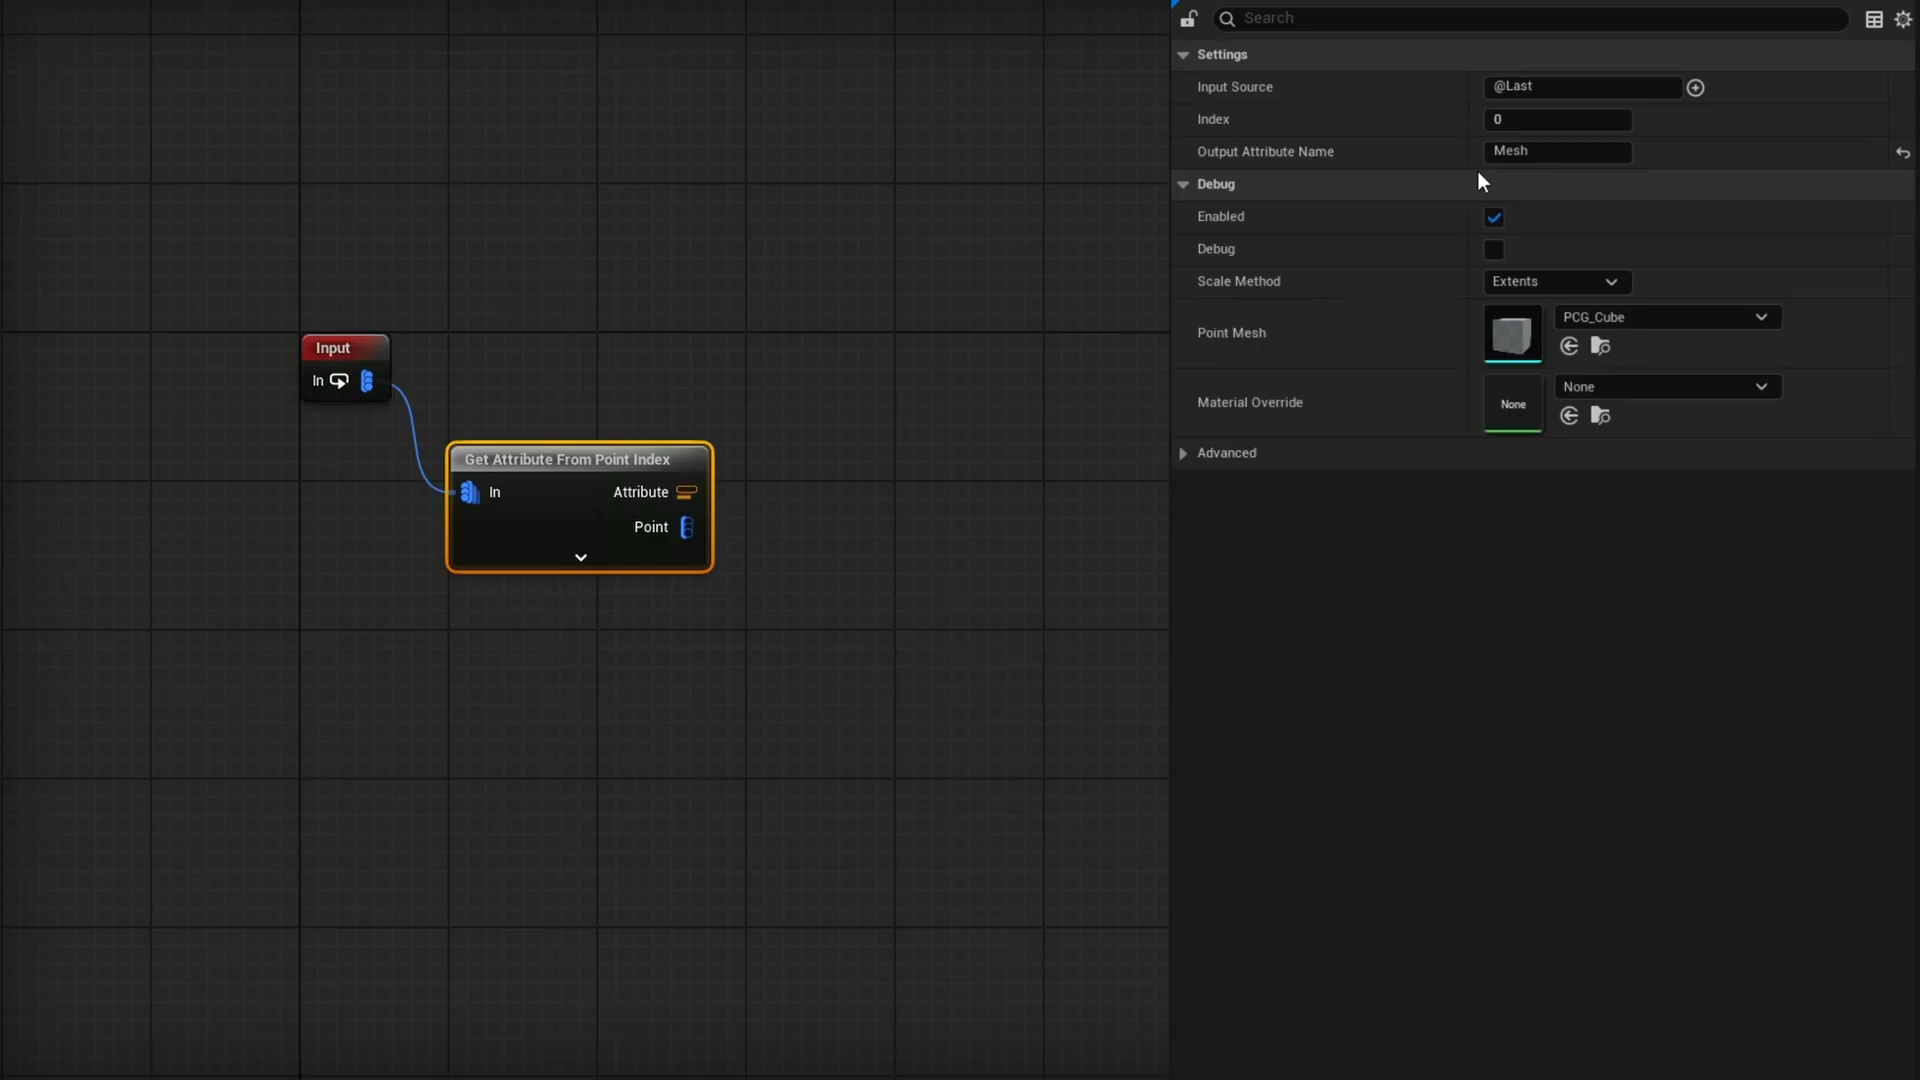 Input
In
Get Attribute From Point Index
In
Attribute
Point
Search
Settings
Input Source @Last
Index 0
Output Attribute Name Mesh
Debug
Enabled
Debug
Scale Method Extents
Point Mesh PCG_Cube
Material Override None None
Advanced